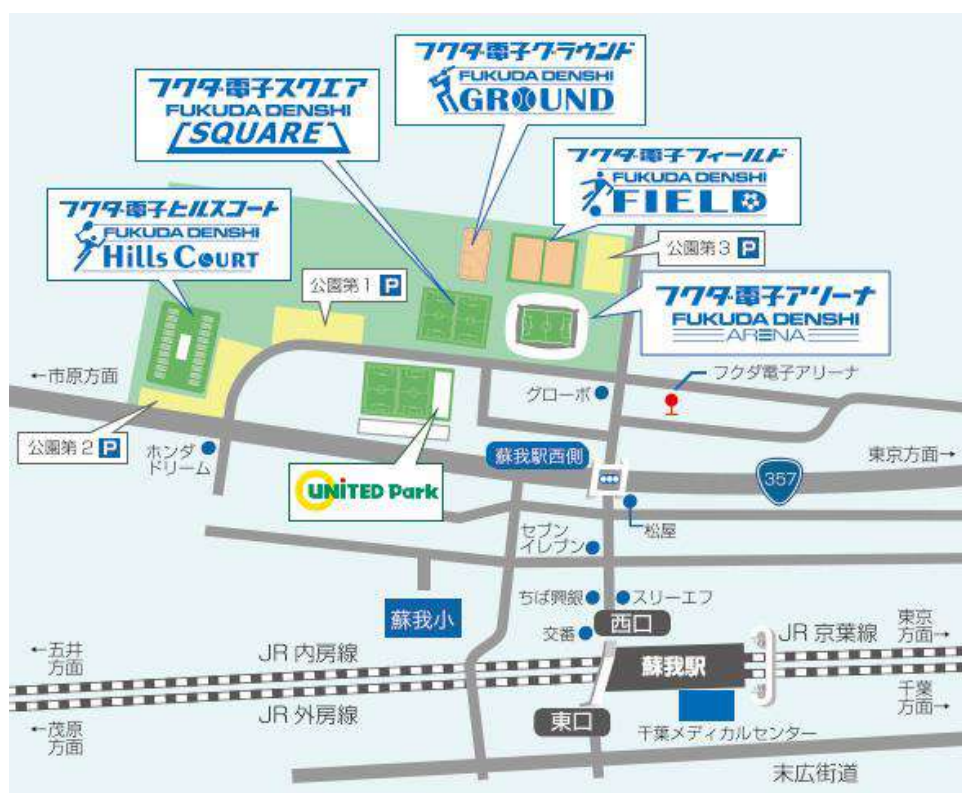 フクダ電子グラウンド
FUKUDA DENSHI
GROUND
フクダ電子スクエア
FUKUDA DENSHI
SQUARE
フクダ電子フィールド
FUKUDA DENSHI
FIELD
フクダ電子ヒルスコート
FUKUDA DENSHI
Hills COURT
公園第3 P
公園第1 P
フクダ電子アリーナ
FUKUDA DENSHI
ARENA
←市原方面
フクダ電子アリーナ
グローボ
公園第2 P
ホンダ
ドリーム
蘇我駅西側
東京方面→
357
UNITED Park
松屋
セブン
イレブン
ちば興銀
スリーエフ
蘇我小
交番
西口
東京
方面→
JR 京葉線
←五井
方面
JR 内房線
蘇我駅
千葉
方面→
JR 外房線
←茂原
方面
東口
千葉メディカルセンター
末広街道